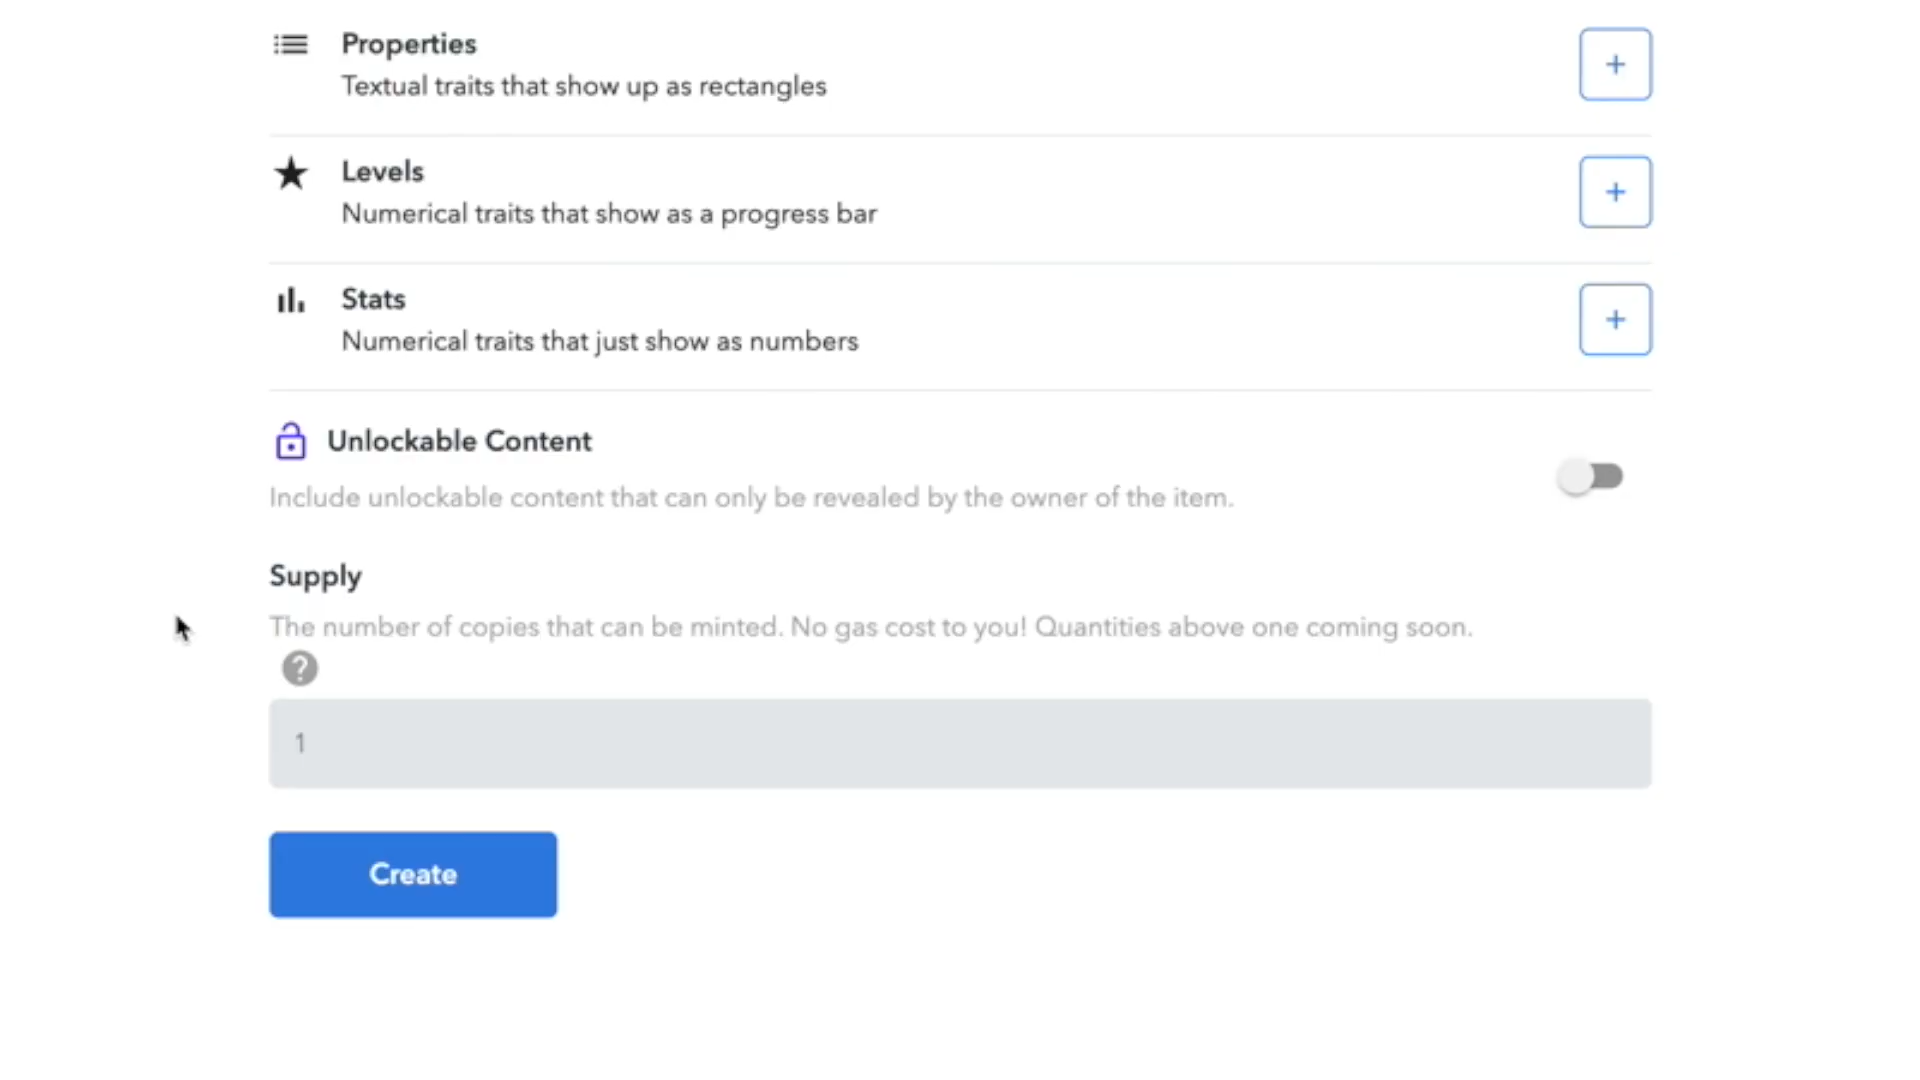 Properties
Textual traits that show up as rectangles
+
Levels
Numerical traits that show as a progress bar
+
Stats
Numerical traits that just show as numbers
+
Unlockable Content
Include unlockable content that can only be revealed by the owner of the item.
Supply
The number of copies that can be minted. No gas cost to you! Quantities above one coming soon.
?
1
Create